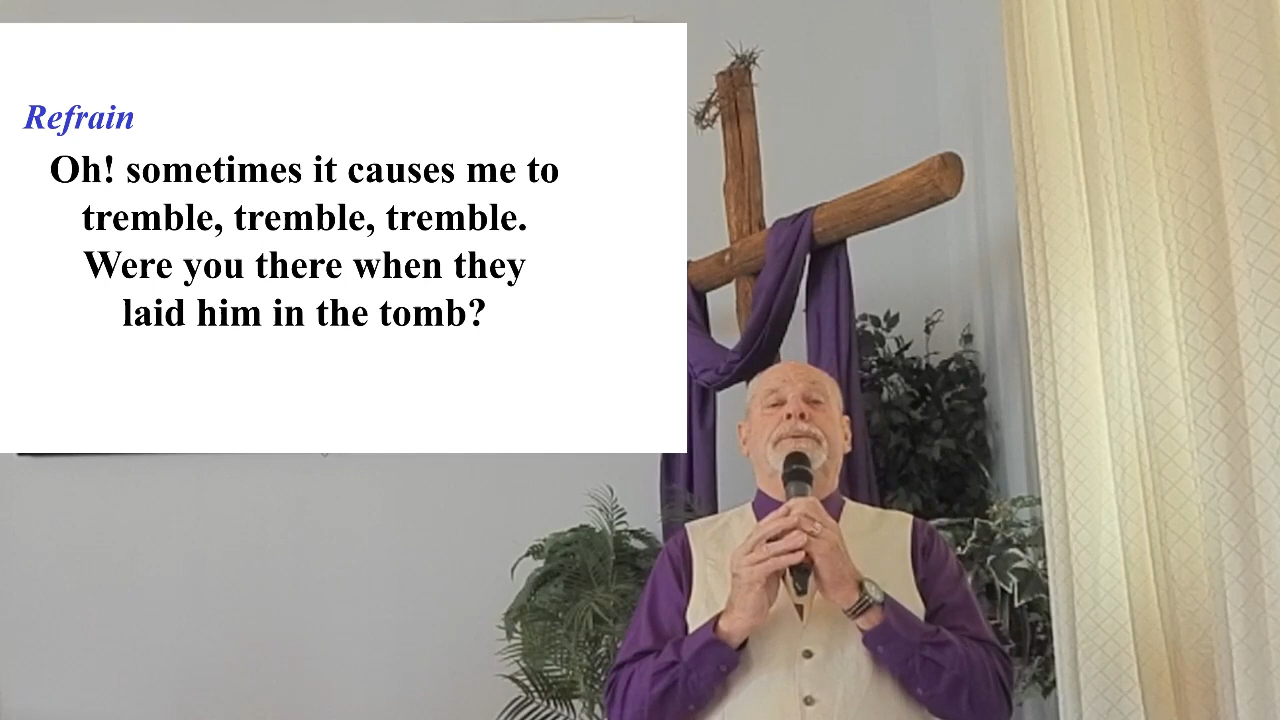 Refrain
Oh! sometimes it causes me to
tremble, tremble, tremble.
Were you there when they
laid him in the tomb?